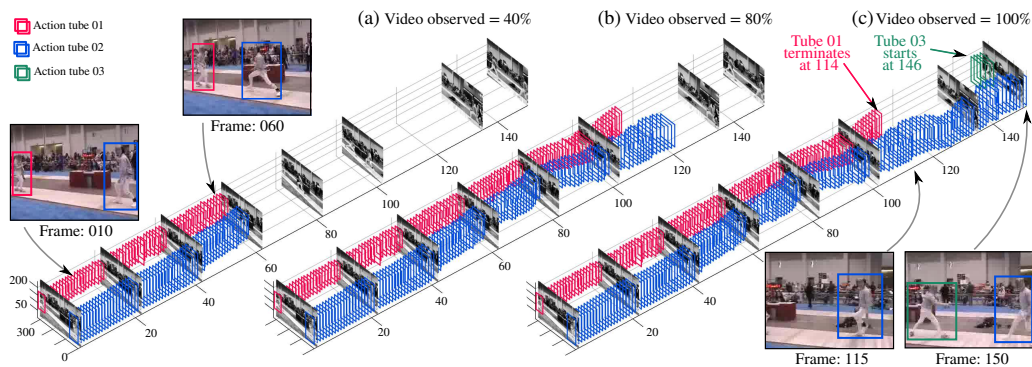 Action tube 01
Action tube 02
Action tube 03
(a) Video observed = 40%
(b) Video observed = 80%
(c) Video observed = 100%
Tube 01
terminates
at 114
Tube 03
starts
at 146
Frame: 060
Frame: 010
200
50
300
0
20
40
60
80
100
120
140
20
40
60
80
100
120
140
20
40
60
80
100
120
140
Frame: 115
Frame: 150